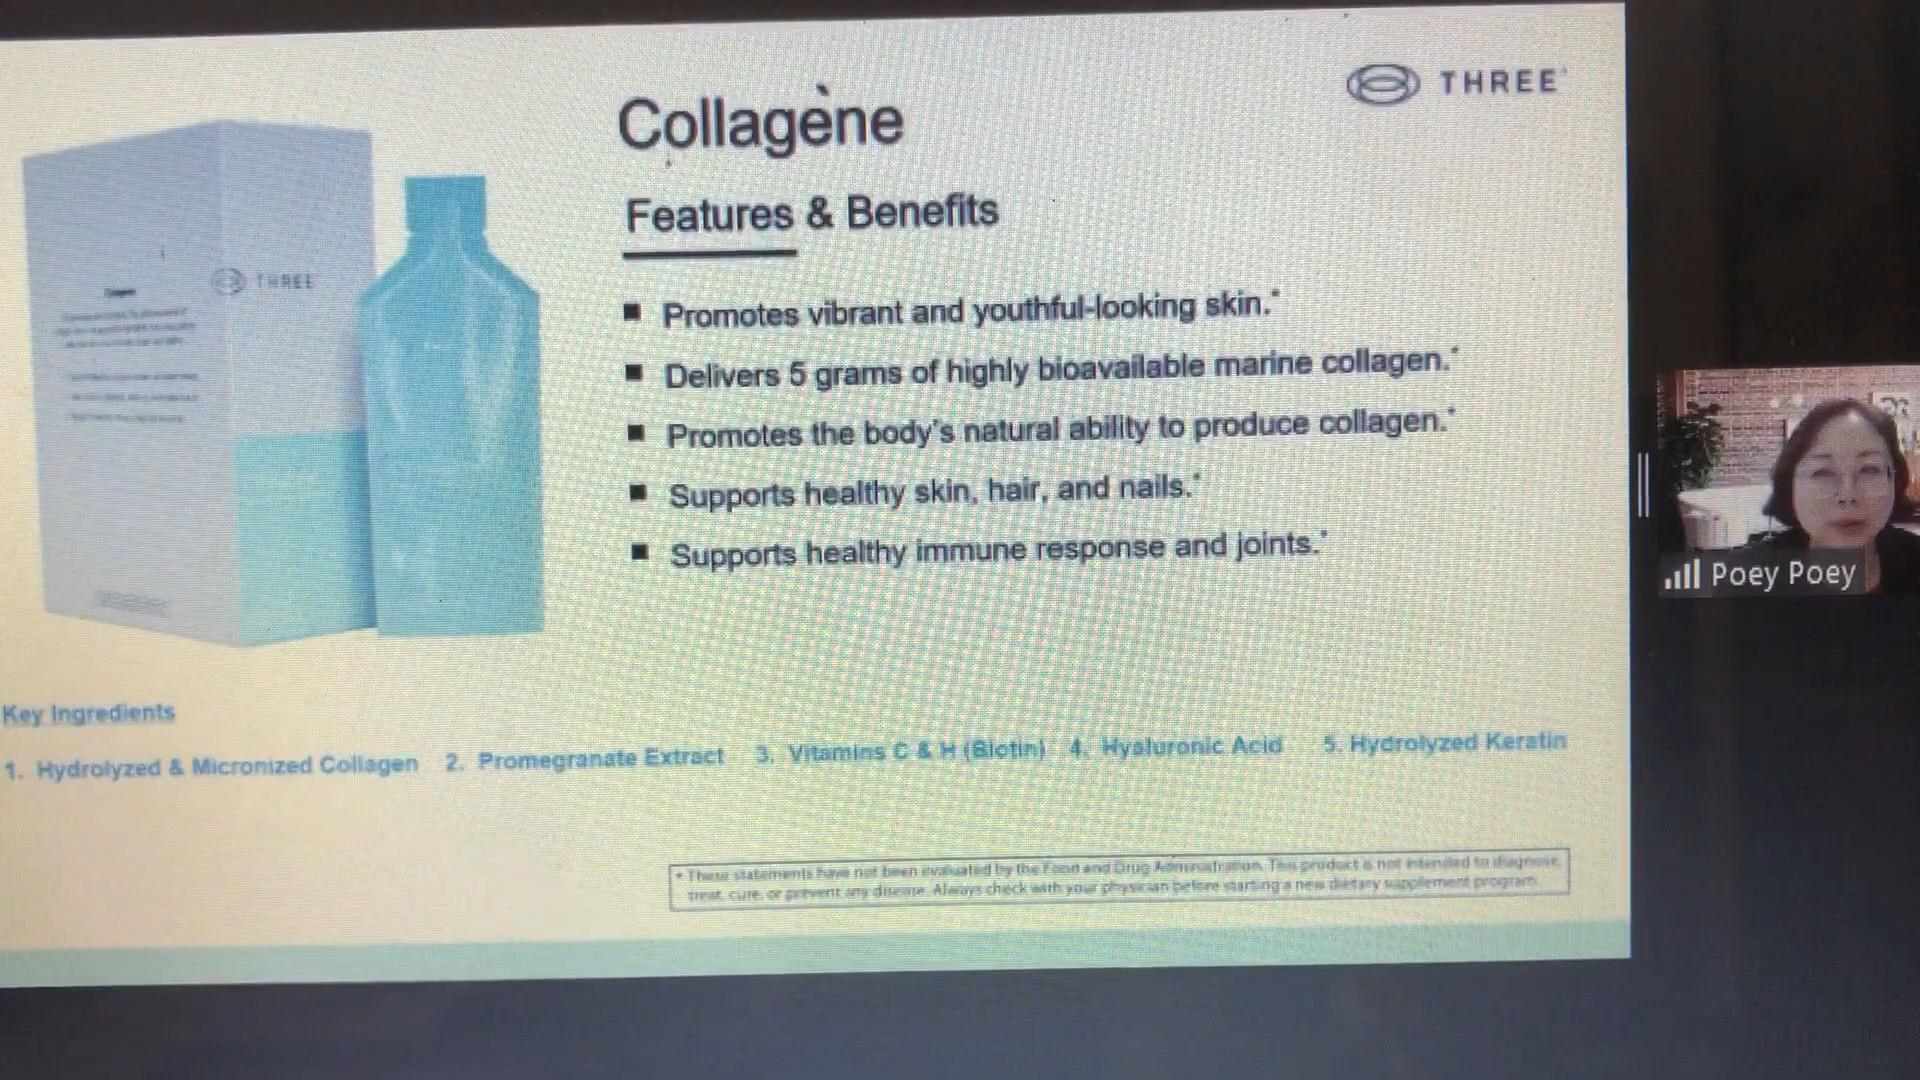 THREE
Collagène
Features & Benefits
THREE
■ Promotes vibrant and youthful-looking skin.*
■ Delivers 5 grams of highly bioavailable marine collagen.*
■ Promotes the body's natural ability to produce collagen.*
■ Supports healthy skin, hair, and nails.*
■ Supports healthy immune response and joints.*
Poey Poey
Key Ingredients
1. Hydrolyzed & Micronized Collagen 2. Promegranate Extract 3. Vitamins C & H (Biotin) 4. Hyaluronic Acid 5. Hydrolyzed Keratin
* These statements have not been evaluated by the Food and Drug Administration. This product is not intended to diagnose,
treat, cure, or prevent any disease. Always check with your physician before starting a new dietary supplement program.